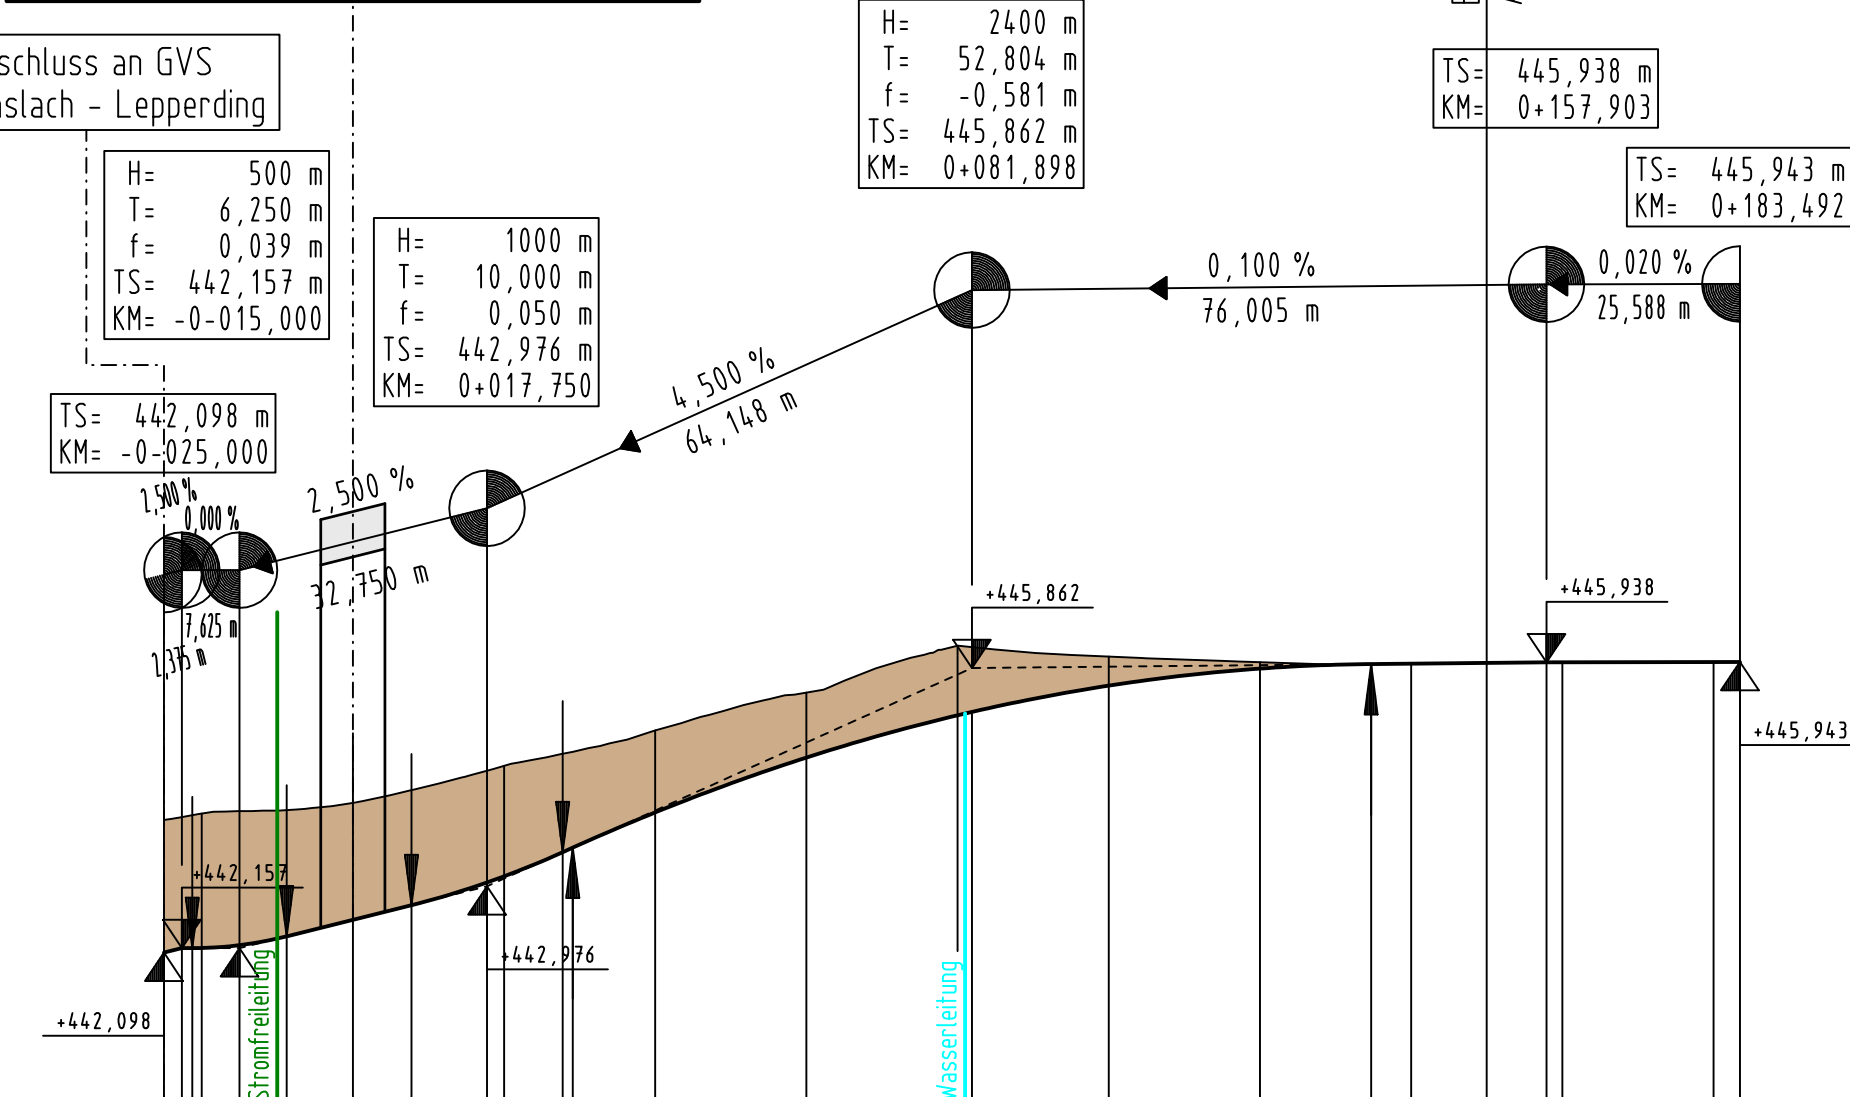 schluss an GVS
slach - Lepperding
H= 500 m
T= 6,250 m
f= 0,039 m
TS= 442,157 m
KM= -0-015,000
H= 1000 m
T= 10,000 m
f= 0,050 m
TS= 442,976 m
KM= 0+017,750
TS= 442,098 m
KM= -0-025,000
H= 2400 m
T= 52,804 m
f= -0,581 m
TS= 445,862 m
KM= 0+081,898
TS= 445,938 m
KM= 0+157,903
TS= 445,943 m
KM= 0+183,492
2,500 %
0,000 %
7,625 m
2,375 m
2,500 %
32,750 m
4,500 %
64,148 m
0,100 %
76,005 m
0,020 %
25,588 m
+445,862
+445,938
+445,943
+442,157
+442,976
+442,098
Stromfreileitung
Wasserleitung